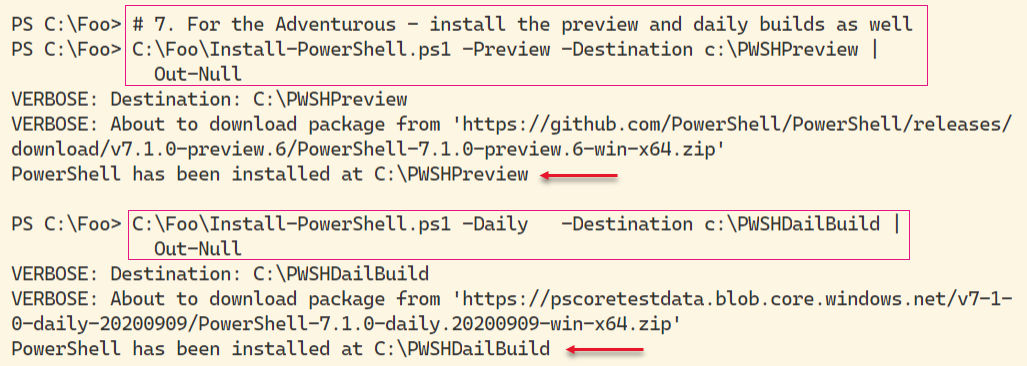 PS C:\Foo> # 7. For the Adventurous - install the preview and daily builds as well
PS C:\Foo> C:\Foo\Install-PowerShell.ps1 -Preview -Destination c:\PWSHPreview |
Out-Null
VERBOSE: Destination: C:\PWSHPreview
VERBOSE: About to download package from 'https://github.com/PowerShell/PowerShell/releases/
download/v7.1.0-preview.6/PowerShell-7.1.0-preview.6-win-x64.zip'
PowerShell has been installed at C:\PWSHPreview
PS C:\Foo> C:\Foo\Install-PowerShell.ps1 -Daily   -Destination c:\PWSHDailBuild |
Out-Null
VERBOSE: Destination: C:\PWSHDailBuild
VERBOSE: About to download package from 'https://pscoretestdata.blob.core.windows.net/v7-1-
0-daily-20200909/PowerShell-7.1.0-daily.20200909-win-x64.zip'
PowerShell has been installed at C:\PWSHDailBuild